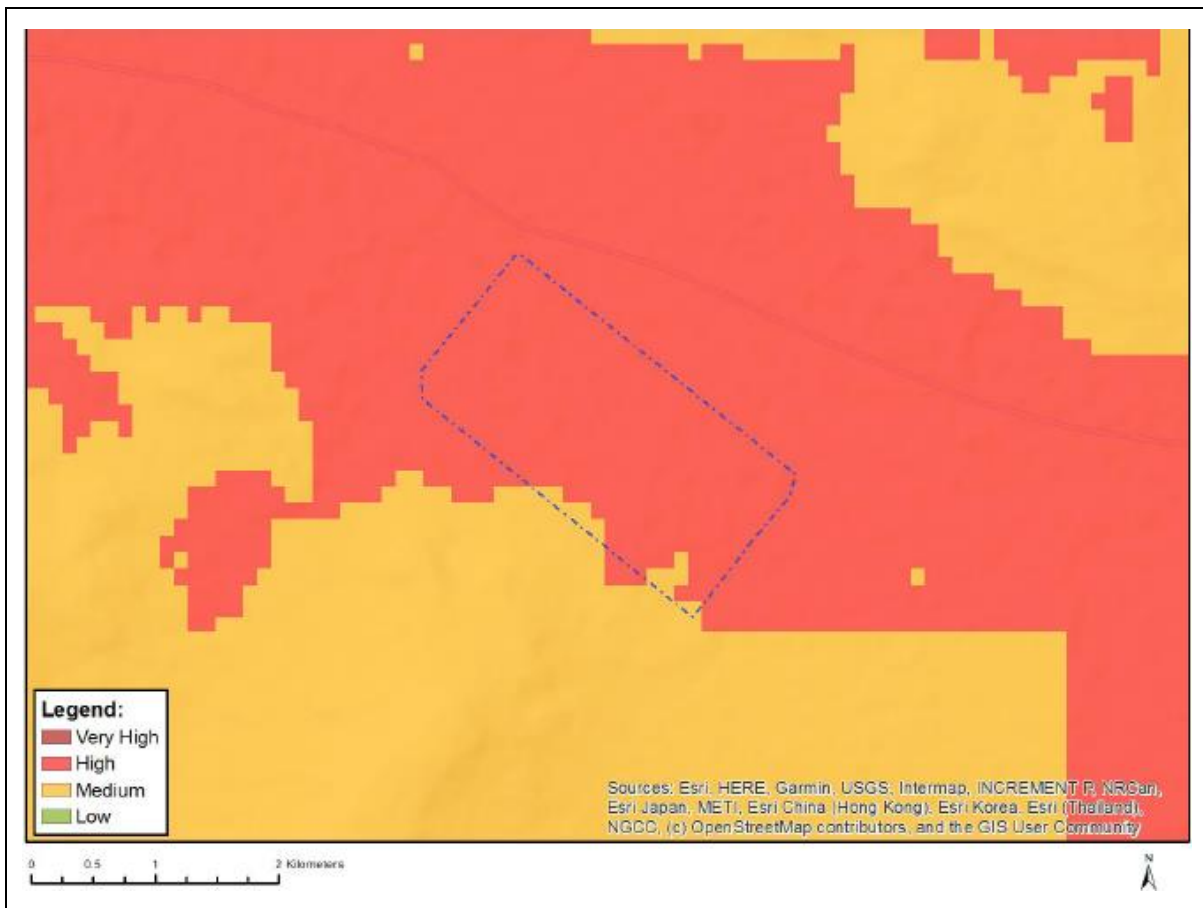 Legend:
Very High
High
Medium
Low
Sources: Esri, HERE, Garmin, USGS, Intermap, INCREMENT P, NRCan,
Esri Japan, METI, Esri China (Hong Kong), Esri Korea, Esri (Thailand),
NGCC, (c) OpenStreetMap contributors, and the GIS User Community
0 0.5 1 2 Kilometers
N